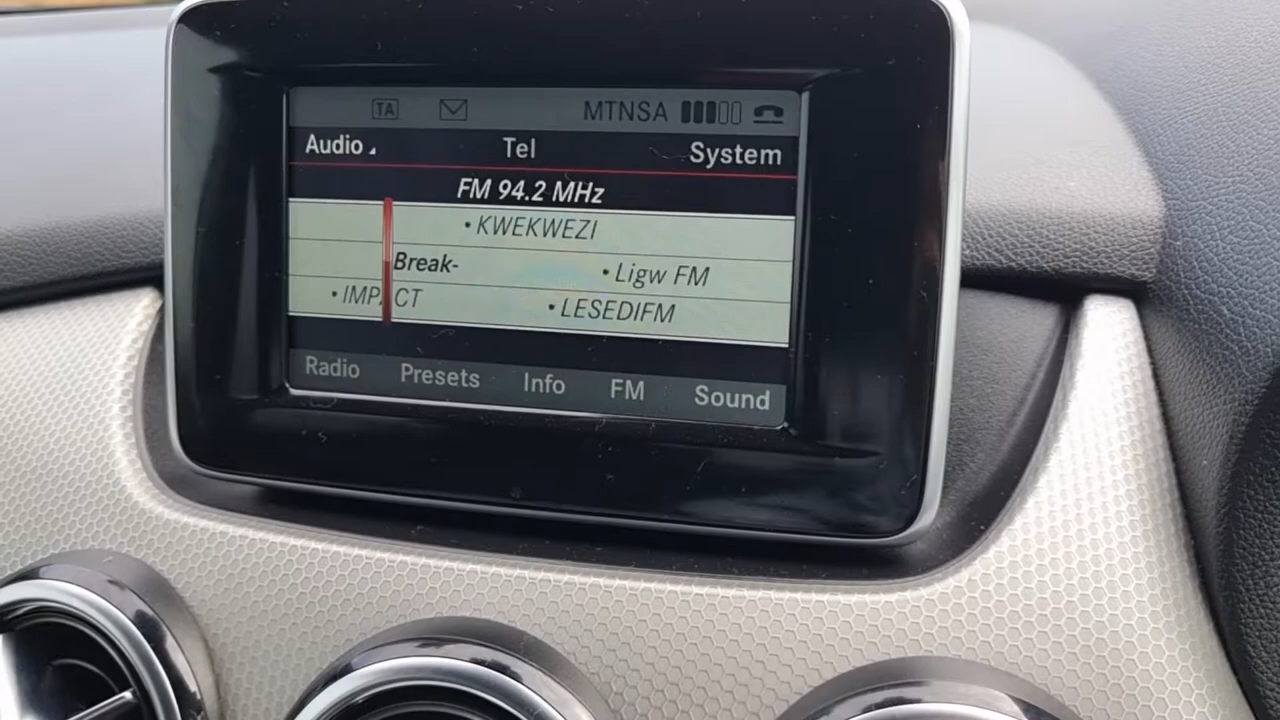 TA MTNSA
Audio Tel System
FM 94.2 MHz
• KWEKWEZI
Break- • Ligw FM
• IMPACT • LESEDIFM
Radio Presets Info FM Sound